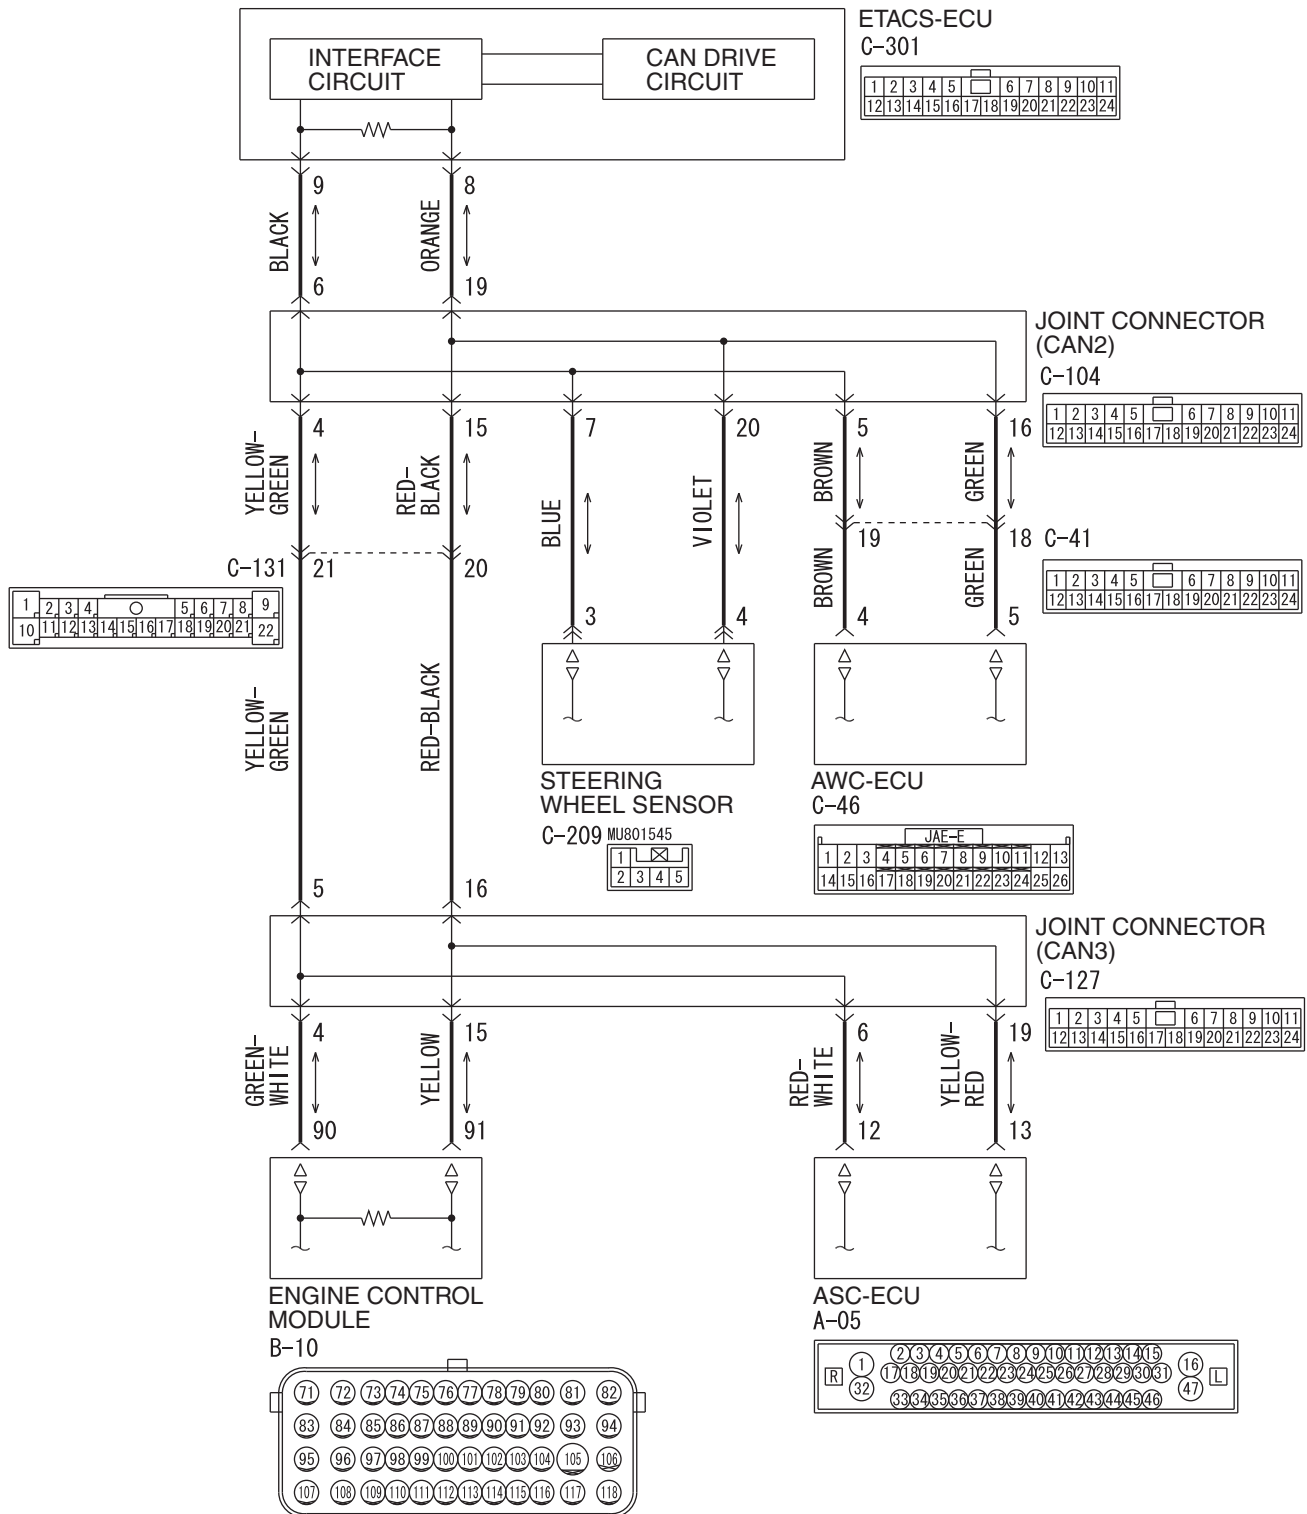 ETACS-ECU
C-301
INTERFACE
CIRCUIT
CAN DRIVE
CIRCUIT
1 2 3 4 5 6 7 8 9 10 11
12 13 14 15 16 17 18 19 20 21 22 23 24
9 8
BLACK
ORANGE
6 19
JOINT CONNECTOR
(CAN2)
C-104
1 2 3 4 5 6 7 8 9 10 11
12 13 14 15 16 17 18 19 20 21 22 23 24
4 15 7 20 5 16
YELLOW-
GREEN
RED-
BLACK
BLUE
VIOLET
BROWN
GREEN
19 18 C-41
1 2 3 4 5 6 7 8 9 10 11
12 13 14 15 16 17 18 19 20 21 22 23 24
C-131 21 20
1 2 3 4 5 6 7 8 9
10 11 12 13 14 15 16 17 18 19 20 21 22
BROWN
GREEN
3 4 4 5
YELLOW-
GREEN
RED-BLACK
STEERING
WHEEL SENSOR
C-209 MU801545
1
2 3 4 5
AWC-ECU
C-46
JAE-E
1 2 3 4 5 6 7 8 9 10 11 12 13
14 15 16 17 18 19 20 21 22 23 24 25 26
5 16
JOINT CONNECTOR
(CAN3)
C-127
1 2 3 4 5 6 7 8 9 10 11
12 13 14 15 16 17 18 19 20 21 22 23 24
4 15 6 19
GREEN-
WHITE
YELLOW
RED-
WHITE
YELLOW-
RED
90 91 12 13
ENGINE CONTROL
MODULE
B-10
71 72 73 74 75 76 77 78 79 80 81 82
83 84 85 86 87 88 89 90 91 92 93 94
95 96 97 98 99 100 101 102 103 104 105 106
107 108 109 110 111 112 113 114 115 116 117 118
ASC-ECU
A-05
R
1
32
2 3 4 5 6 7 8 9 10 11 12 13 14 15
17 18 19 20 21 22 23 24 25 26 27 28 29 30 31
33 34 35 36 37 38 39 40 41 42 43 44 45 46
16
47
L